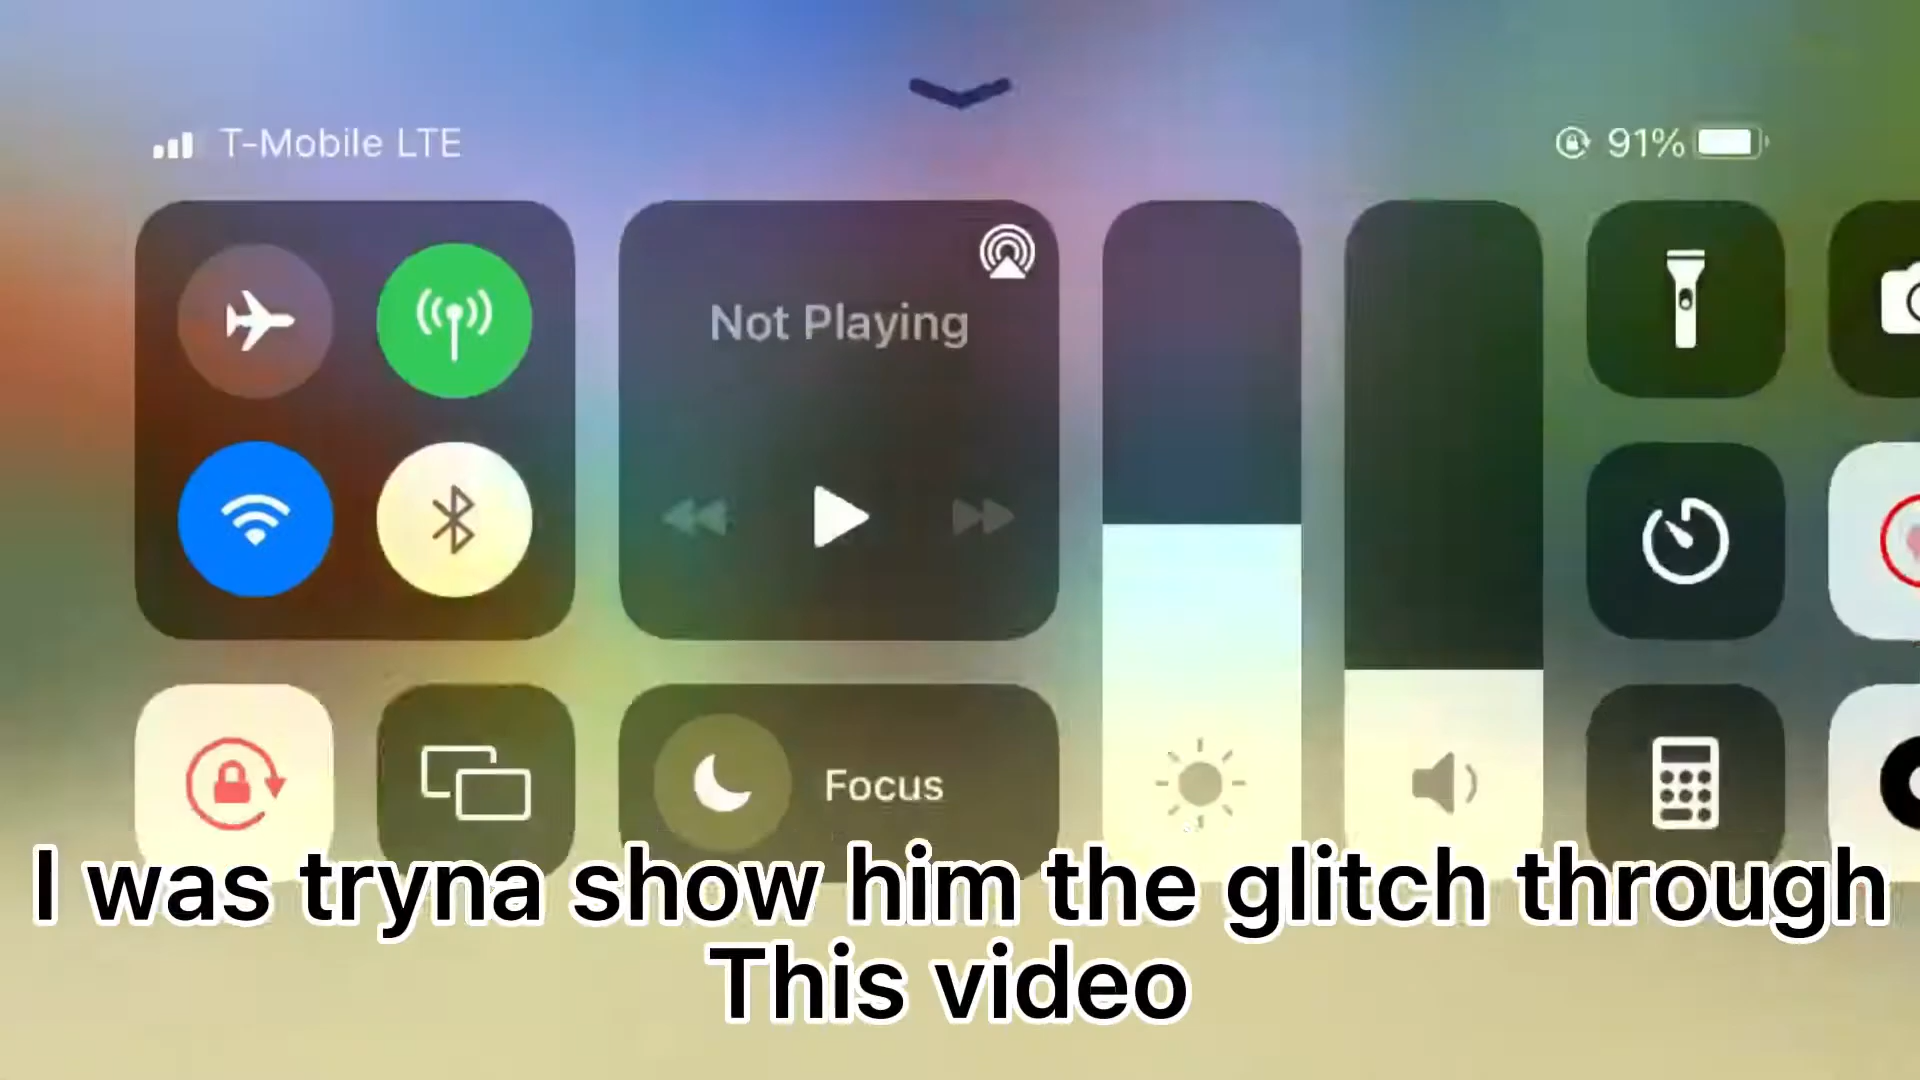 T-Mobile LTE
91%
Not Playing
Focus
I was tryna show him the glitch through
This video